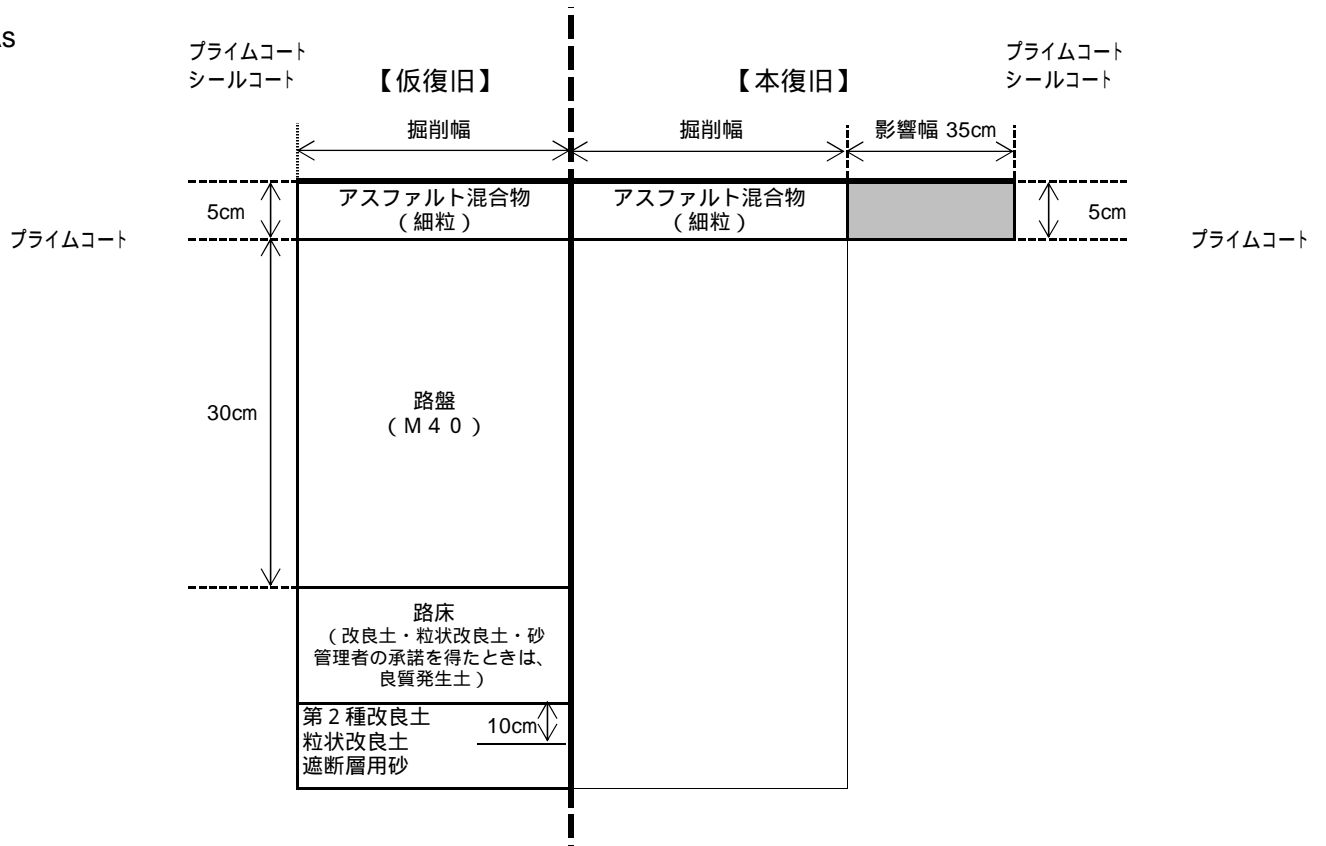 As
プライムコート
シールコート
【仮復旧】
【本復旧】
プライムコート
シールコート
掘削幅
掘削幅
影響幅 35cm
5cm
アスファルト混合物
（細粒）
アスファルト混合物
（細粒）
5cm
プライムコート
プライムコート
30cm
路盤
（Ｍ４０）
路床
（改良土・粒状改良土・砂
管理者の承諾を得たときは、
良質発生土）
第２種改良土
粒状改良土
遮断層用砂
10cm